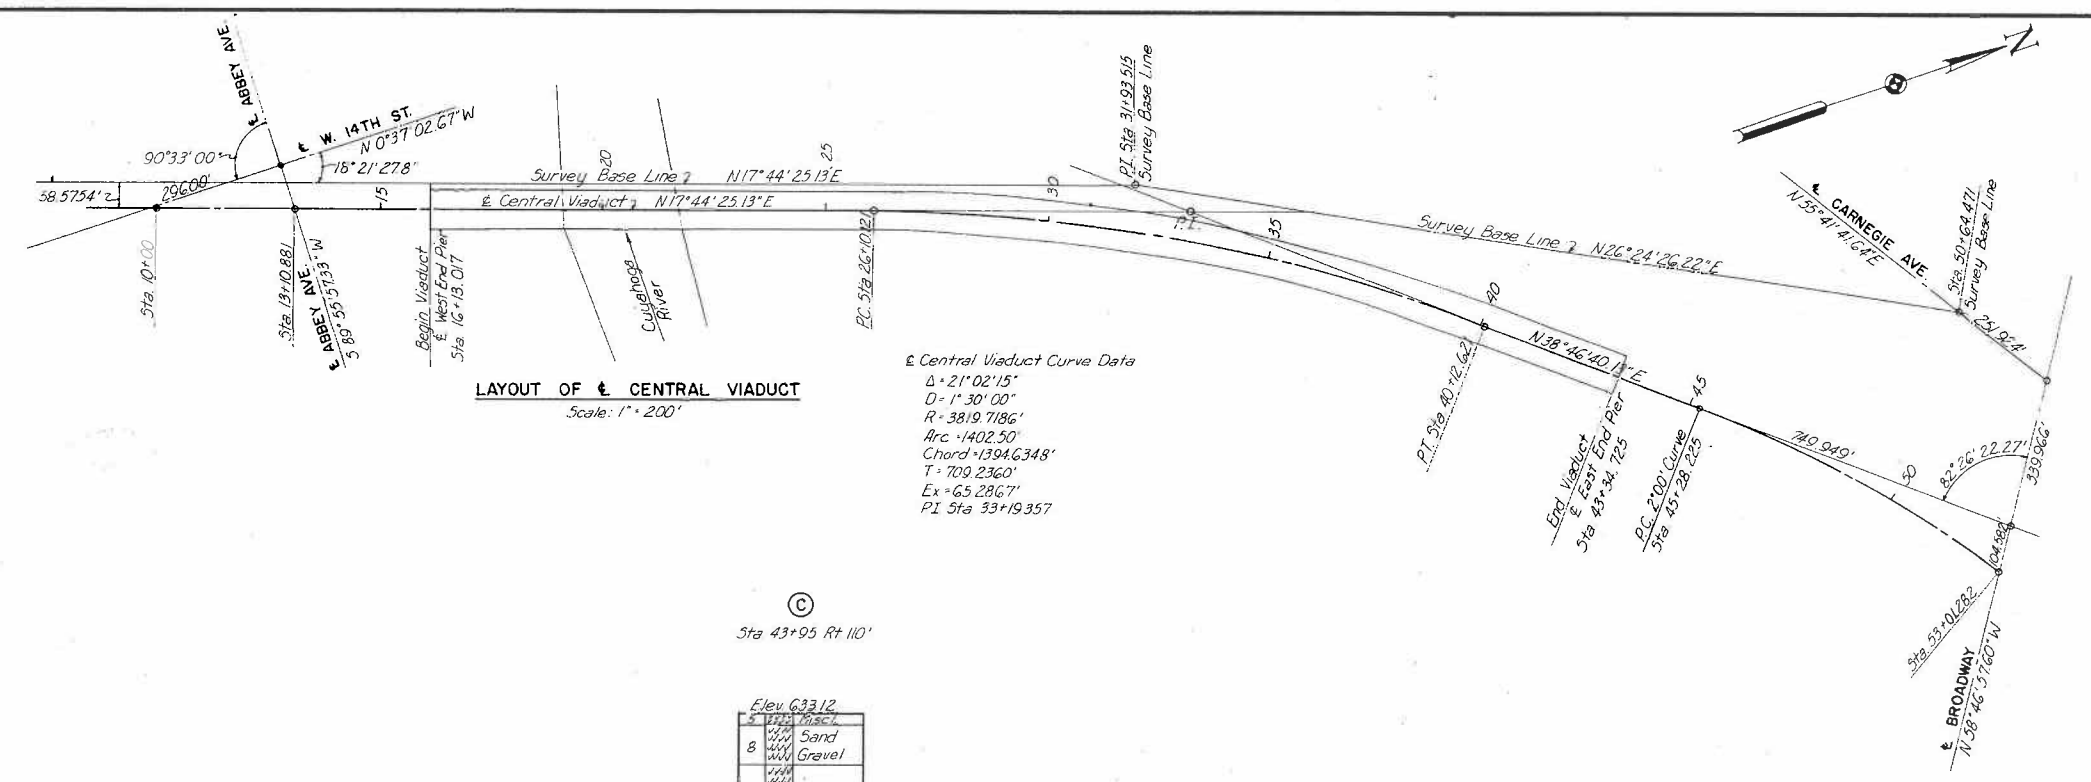 N
℄ ABBEY AVE.
℄ W. 14TH ST.
N 0°37'02.67"W
90°33'00"
18°21'27.8"
296.00'
38.5754'
15
Survey Base Line
N17°44'25.13"E
℄ Central Viaduct
N17°44'25.13"E
20
25
30
35
40
45
50
Sta. 10+00
Sta. 13+10.881
℄ ABBEY AVE.
S 89°55'57.33"W
Begin Viaduct
℄ West End Pier
Sta. 16+13.017
Cuyahoga
River
P.C. Sta 26+10.121
P.I. Sta 31+93.515
Survey Base Line
P.I.
Survey Base Line
N26°24'26.22"E
℄ CARNEGIE AVE.
N 55°41'41.64"E
Sta. 50+64.471
Survey Base Line
251.924'
LAYOUT OF ℄ CENTRAL VIADUCT
Scale: 1" = 200'
℄ Central Viaduct Curve Data
Δ = 21°02'15"
D = 1°30'00"
R = 3819.7186'
Arc = 1402.50'
Chord = 1394.6348'
T = 709.2360'
Ex = 65.2867'
P.I. Sta 33+19.357
P.T. Sta 40+12.621
N38°46'40.13"E
End Viaduct
℄ East End Pier
Sta 43+34.725
P.C. 2°00' Curve
Sta 45+28.225
749.949'
82°26'22.27"
339.966'
104.582'
Sta. 53+01.282
℄ BROADWAY
N 58°46'57.60"W
C
Sta 43+95 Rt 110'
Elev. 633.12
5 Miscl.
8 Sand
Gravel